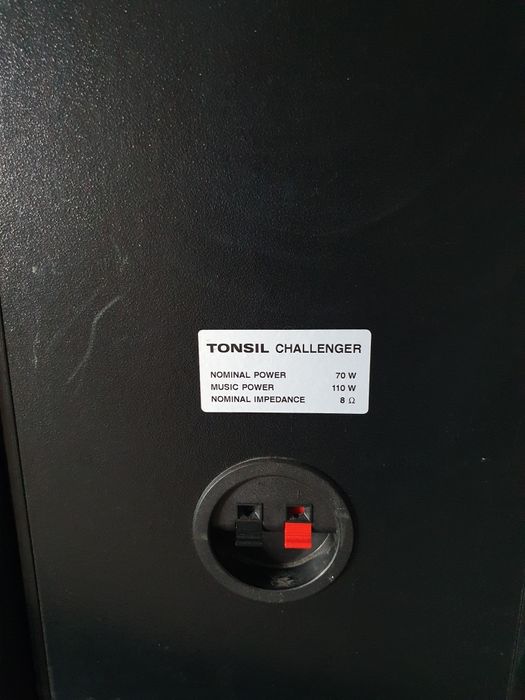 TONSIL CHALLENGER
NOMINAL POWER 70 W
MUSIC POWER 110 W
NOMINAL IMPEDANCE 8 Ω